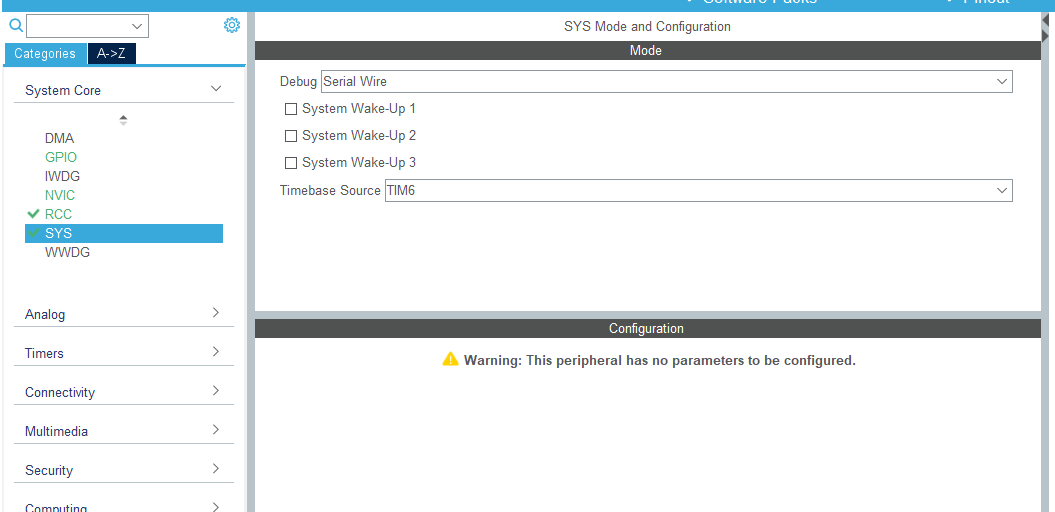 Software Packs
Pinout
Categories
A->Z
System Core
DMA
GPIO
IWDG
NVIC
RCC
SYS
WWDG
Analog
Timers
Connectivity
Multimedia
Security
Computing
SYS Mode and Configuration
Mode
Debug Serial Wire
System Wake-Up 1
System Wake-Up 2
System Wake-Up 3
Timebase Source TIM6
Configuration
Warning: This peripheral has no parameters to be configured.